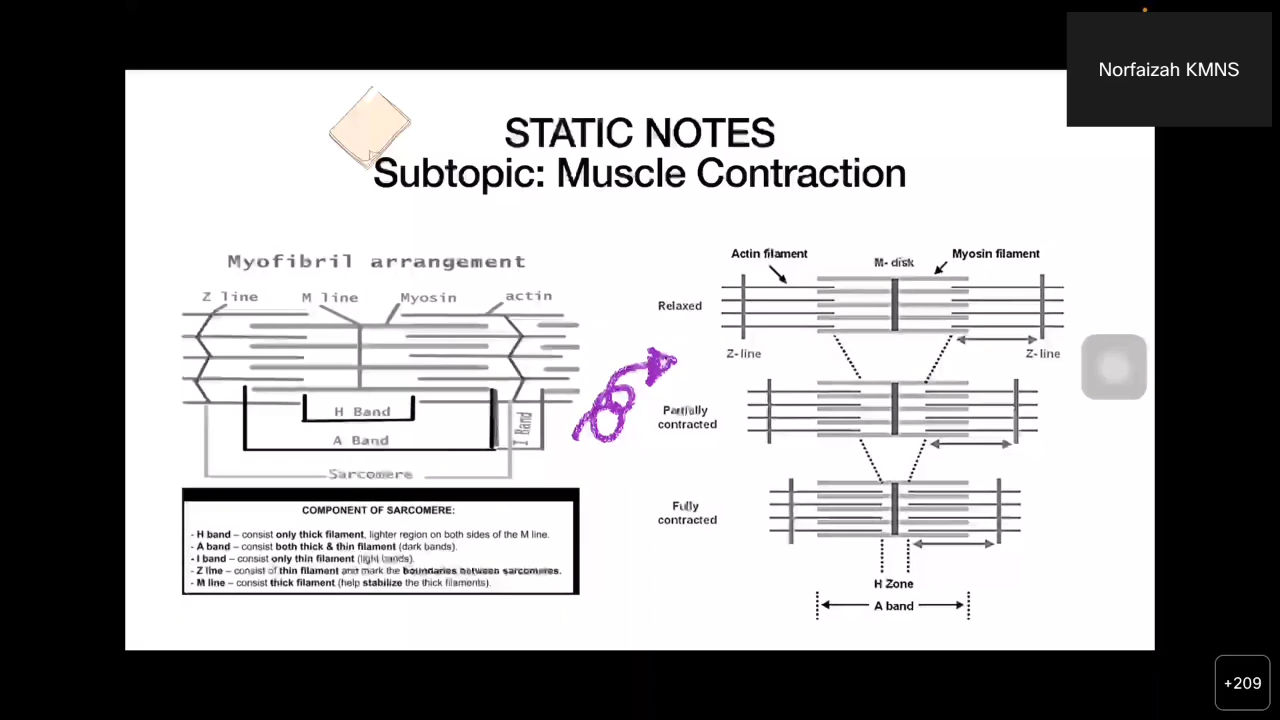 Norfaizah KMNS
STATIC NOTES
Subtopic: Muscle Contraction
Myofibril arrangement
Z line
M line
Myosin
actin
H Band
A Band
I Band
Sarcomere
COMPONENT OF SARCOMERE:
- H band – consist only thick filament, lighter region on both sides of the M line.
- A band – consist both thick & thin filament (dark bands).
- I band – consist only thin filament (light bands).
- Z line – consist of thin filament and mark the boundaries between sarcomeres.
- M line – consist thick filament (help stabilize the thick filaments).
Actin filament
M- disk
Myosin filament
Relaxed
Z- line
Z- line
Partially
contracted
Fully
contracted
H Zone
A band
+209